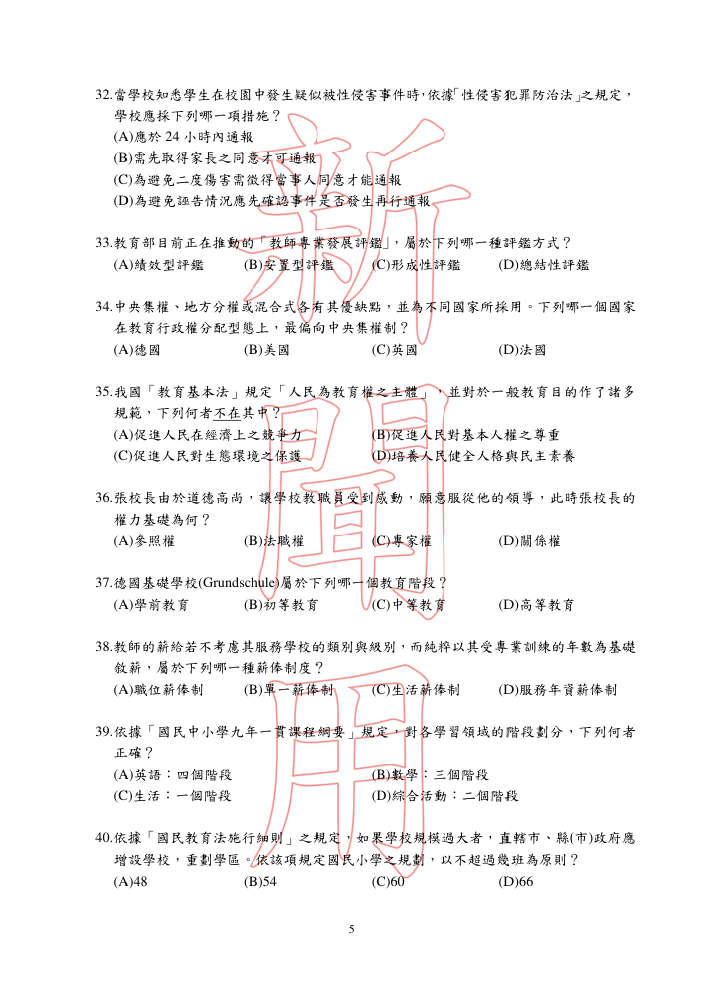 32.當學校知悉學生在校園中發生疑似被性侵害事件時，依據「性侵害犯罪防治法」之規定，
學校應採下列哪一項措施？
(A)應於 24 小時內通報
(B)需先取得家長之同意才可通報
(C)為避免二度傷害需徵得當事人同意才能通報
(D)為避免誣告情況應先確認事件是否發生再行通報
33.教育部目前正在推動的「教師專業發展評鑑」，屬於下列哪一種評鑑方式？
(A)績效型評鑑 (B)安置型評鑑 (C)形成性評鑑 (D)總結性評鑑
34.中央集權、地方分權或混合式各有其優缺點，並為不同國家所採用。下列哪一個國家
在教育行政權分配型態上，最偏向中央集權制？
(A)德國 (B)美國 (C)英國 (D)法國
35.我國「教育基本法」規定「人民為教育權之主體」，並對於一般教育目的作了諸多
規範，下列何者不在其中？
(A)促進人民在經濟上之競爭力 (B)促進人民對基本人權之尊重
(C)促進人民對生態環境之保護 (D)培養人民健全人格與民主素養
36.張校長由於道德高尚，讓學校教職員受到感動，願意服從他的領導，此時張校長的
權力基礎為何？
(A)參照權 (B)法職權 (C)專家權 (D)關係權
37.德國基礎學校(Grundschule)屬於下列哪一個教育階段？
(A)學前教育 (B)初等教育 (C)中等教育 (D)高等教育
38.教師的薪給若不考慮其服務學校的類別與級別，而純粹以其受專業訓練的年數為基礎
敘薪，屬於下列哪一種薪俸制度？
(A)職位薪俸制 (B)單一薪俸制 (C)生活薪俸制 (D)服務年資薪俸制
39.依據「國民中小學九年一貫課程綱要」規定，對各學習領域的階段劃分，下列何者
正確？
(A)英語：四個階段 (B)數學：三個階段
(C)生活：一個階段 (D)綜合活動：二個階段
40.依據「國民教育法施行細則」之規定，如果學校規模過大者，直轄市、縣(市)政府應
增設學校，重劃學區。依該項規定國民小學之規劃，以不超過幾班為原則？
(A)48 (B)54 (C)60 (D)66
5
新聞用